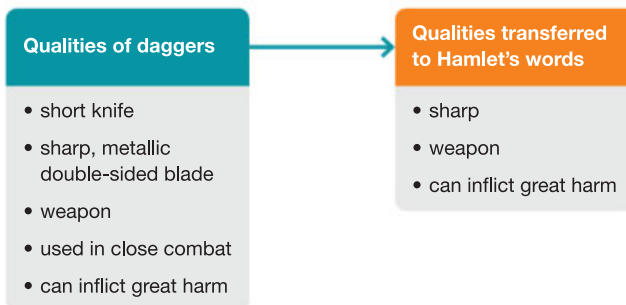 Qualities of daggers
• short knife
• sharp, metallic
double-sided blade
• weapon
• used in close combat
• can inflict great harm
Qualities transferred
to Hamlet’s words
• sharp
• weapon
• can inflict great harm